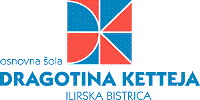 osnovna šola
DRAGOTINA KETTEJA
ILIRSKA BISTRICA